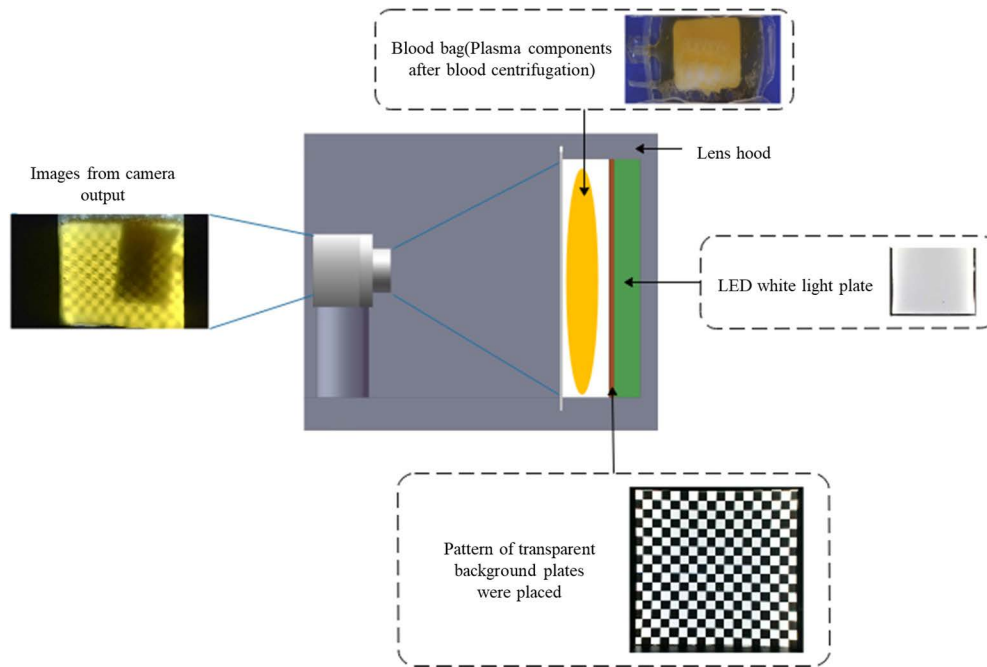 Blood bag(Plasma components
after blood centrifugation)
Lens hood
Images from camera
output
LED white light plate
Pattern of transparent
background plates
were placed